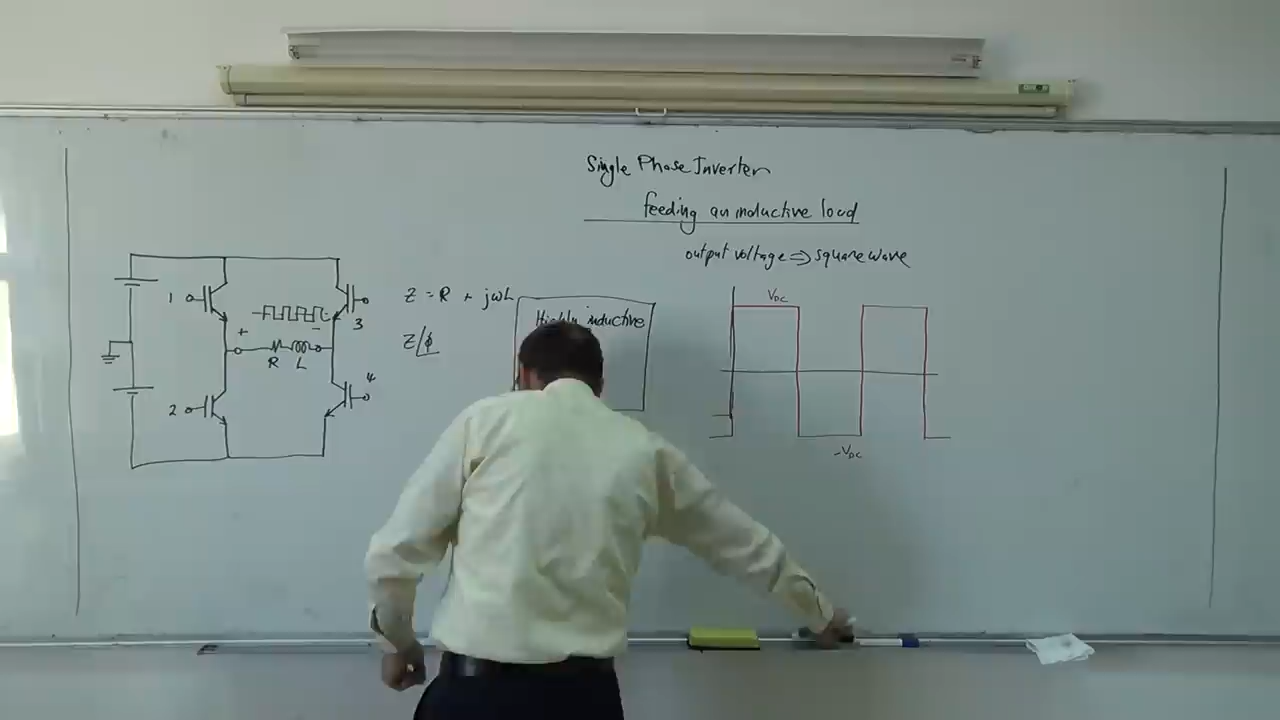 Single Phase Inverter
feeding an inductive load
output voltage ⇒ square wave
1
3
+
-
R L
2
4
Z = R + jωL
Z/ϕ
Highly inductive
VDC
-VDC